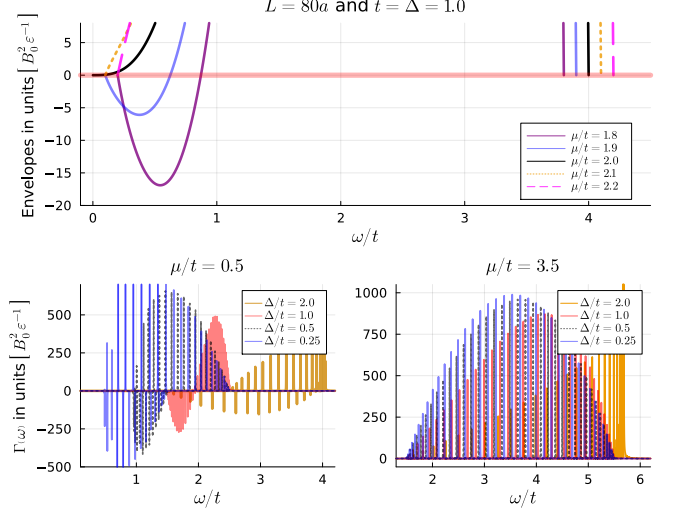 L = 80a and t = Δ = 1.0
Envelopes in units [B₀² ε⁻¹]
5
0
−5
−10
−15
−20
0
1
2
3
4
ω/t
μ/t = 1.8
μ/t = 1.9
μ/t = 2.0
μ/t = 2.1
μ/t = 2.2
μ/t = 0.5
Γ(ω) in units [B₀² ε⁻¹]
500
250
0
−250
−500
0
1
2
3
4
ω/t
Δ/t = 2.0
Δ/t = 1.0
Δ/t = 0.5
Δ/t = 0.25
μ/t = 3.5
1000
750
500
250
0
2
3
4
5
6
ω/t
Δ/t = 2.0
Δ/t = 1.0
Δ/t = 0.5
Δ/t = 0.25